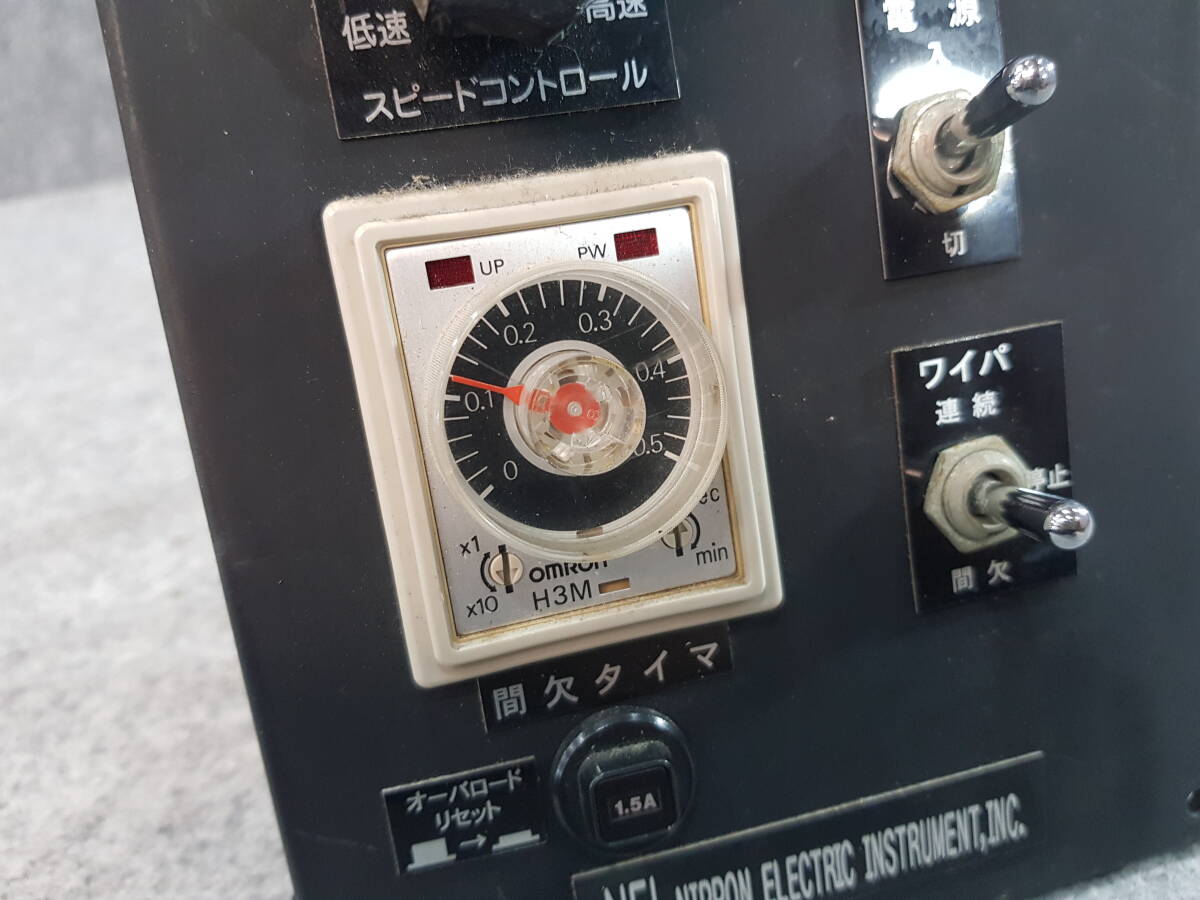 低速 高速
スピードコントロール
電源
入
切
UP PW
0 0.1 0.2 0.3 0.4 0.5
x1
x10
OMRON
H3M
min
ワイパ
連続
停止
間欠
間欠タイマ
オーバロード
リセット
→
1.5A
NIPPON ELECTRIC INSTRUMENT,INC.